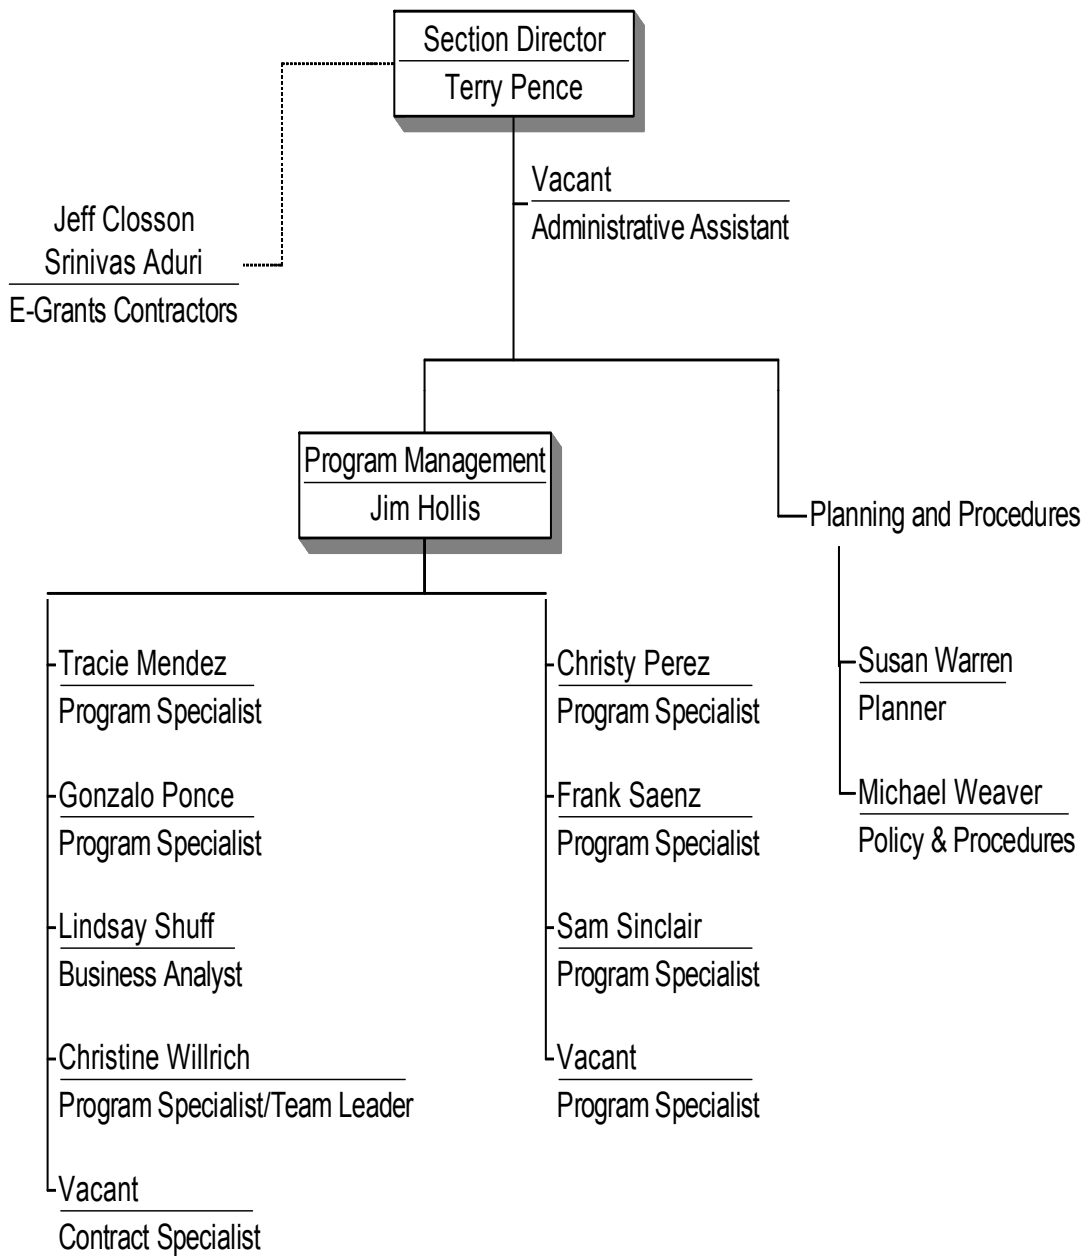 Section Director
Terry Pence
Vacant
Administrative Assistant
Jeff Closson
Srinivas Aduri
E-Grants Contractors
Program Management
Jim Hollis
Planning and Procedures
Tracie Mendez
Program Specialist
Gonzalo Ponce
Program Specialist
Lindsay Shuff
Business Analyst
Christine Willrich
Program Specialist/Team Leader
Vacant
Contract Specialist
Christy Perez
Program Specialist
Frank Saenz
Program Specialist
Sam Sinclair
Program Specialist
Vacant
Program Specialist
Susan Warren
Planner
Michael Weaver
Policy & Procedures